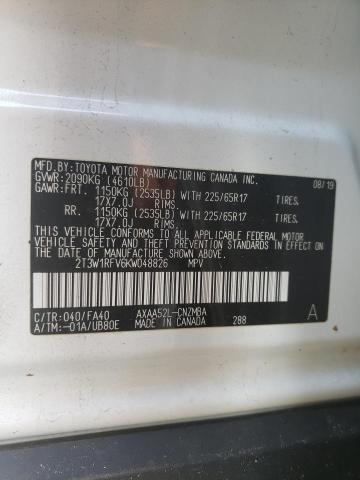 MFD.BY:TOYOTA MOTOR MANUFACTURING CANADA INC. 08/19
GVWR:2090KG (4610LB)
GAWR:FRT. 1150KG (2535LB) WITH 225/65R17 TIRES.
17X7.0J RIMS.
RR. 1150KG (2535LB) WITH 225/65R17 TIRES.
17X7.0J RIMS.
THIS VEHICLE CONFORMS TO ALL APPLICABLE FEDERAL MOTOR
VEHICLE SAFETY STANDARDS IN EFFECT ON THE
DATE OF MANUFACTURE SHOWN ABOVE.
2T3W1RFV6KW048826 MPV
C/TR:040/FA40 AXAA52L-CNZMBA A
A/TM:-01A/UB80E MADE IN CANADA 288